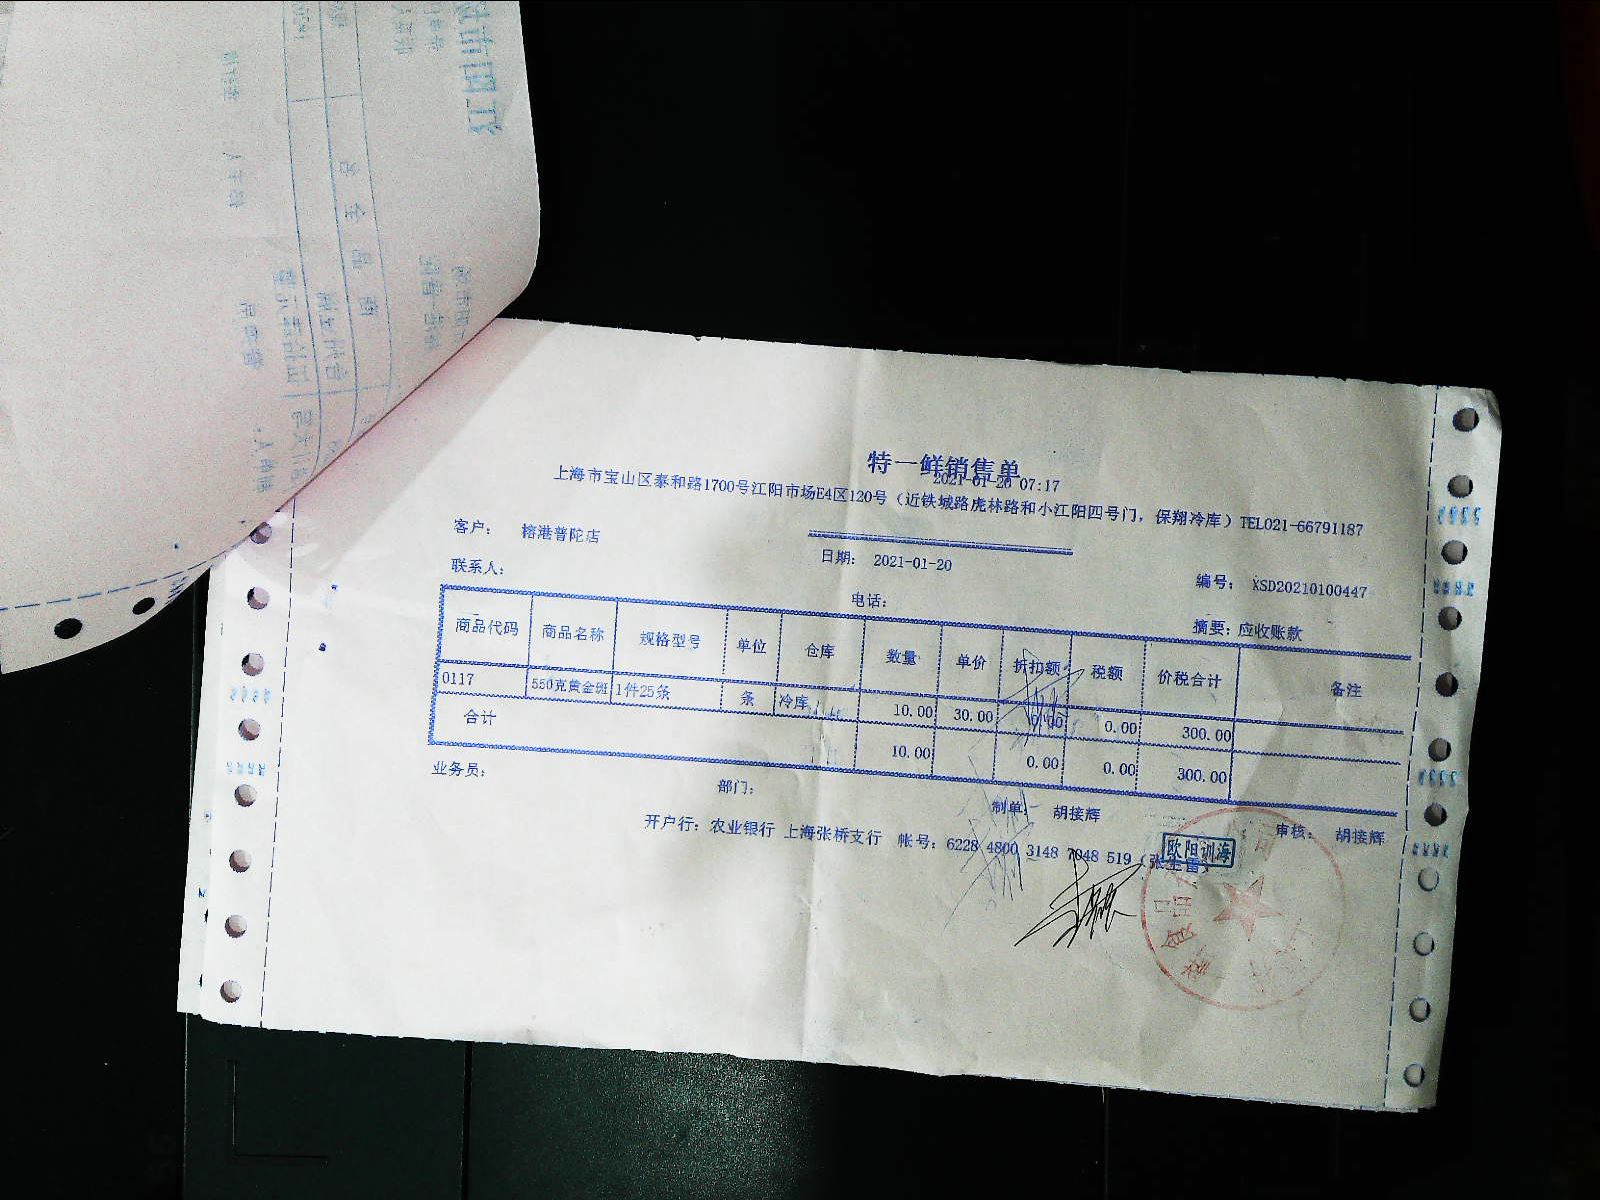 特一鲜销售单
2021-01-20 07:17
上海市宝山区泰和路1700号江阳市场E4区120号（近铁城路虎林路和小江阳四号门，保翔冷库）TEL021-66791187
客户： 榕港普陀店
日期： 2021-01-20
编号： XSD20210100447
联系人：
电话：
摘要：应收账款
商品代码 商品名称 规格型号 单位 仓库 数量 单价 折扣额 税额 价税合计 备注
0117 550克黄金斑 1件25条 条 冷库 10.00 30.00 0.00 0.00 300.00
合计 10.00 0.00 0.00 300.00
业务员：
部门：
制单： 胡接辉
审核： 胡接辉
开户行：农业银行 上海张桥支行 帐号：6228 4800 3148 7048 519
欧阳训海